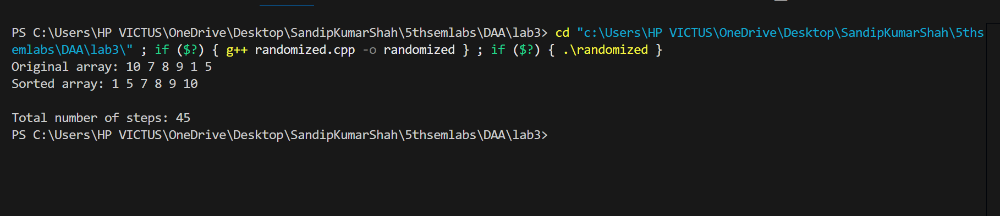 PS C:\Users\HP VICTUS\OneDrive\Desktop\SandipKumarShah\5thsemlabs\DAA\lab3> cd "c:\Users\HP VICTUS\OneDrive\Desktop\SandipKumarShah\5ths
emlabs\DAA\lab3\" ; if ($?) { g++ randomized.cpp -o randomized } ; if ($?) { .\randomized }
Original array: 10 7 8 9 1 5
Sorted array: 1 5 7 8 9 10
Total number of steps: 45
PS C:\Users\HP VICTUS\OneDrive\Desktop\SandipKumarShah\5thsemlabs\DAA\lab3>